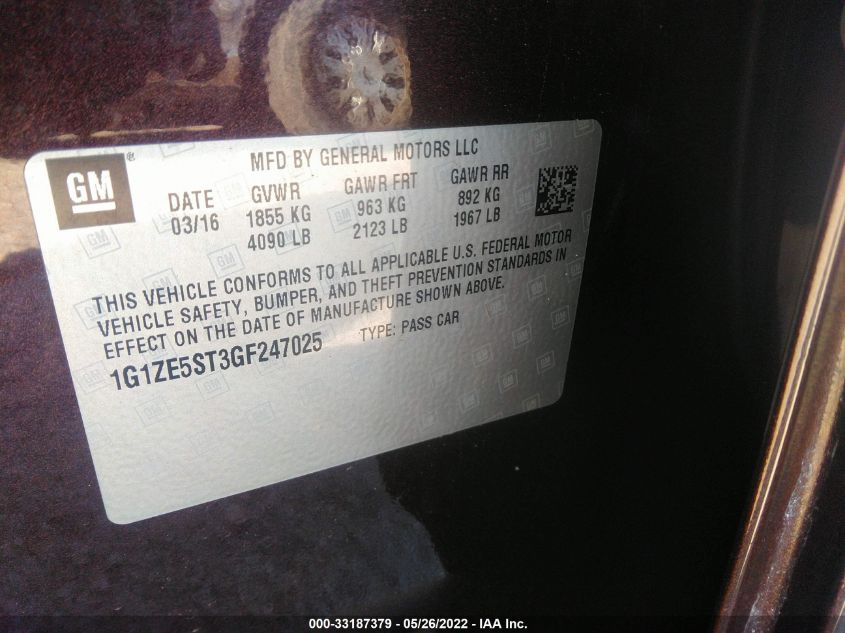 GM
MFD BY GENERAL MOTORS LLC
DATE GVWR GAWR FRT GAWR RR
03/16 1855 KG 963 KG 892 KG
4090 LB 2123 LB 1967 LB
THIS VEHICLE CONFORMS TO ALL APPLICABLE U.S. FEDERAL MOTOR
VEHICLE SAFETY, BUMPER, AND THEFT PREVENTION STANDARDS IN
EFFECT ON THE DATE OF MANUFACTURE SHOWN ABOVE.
1G1ZE5ST3GF247025 TYPE: PASS CAR
000-33187379 - 05/26/2022 - IAA Inc.